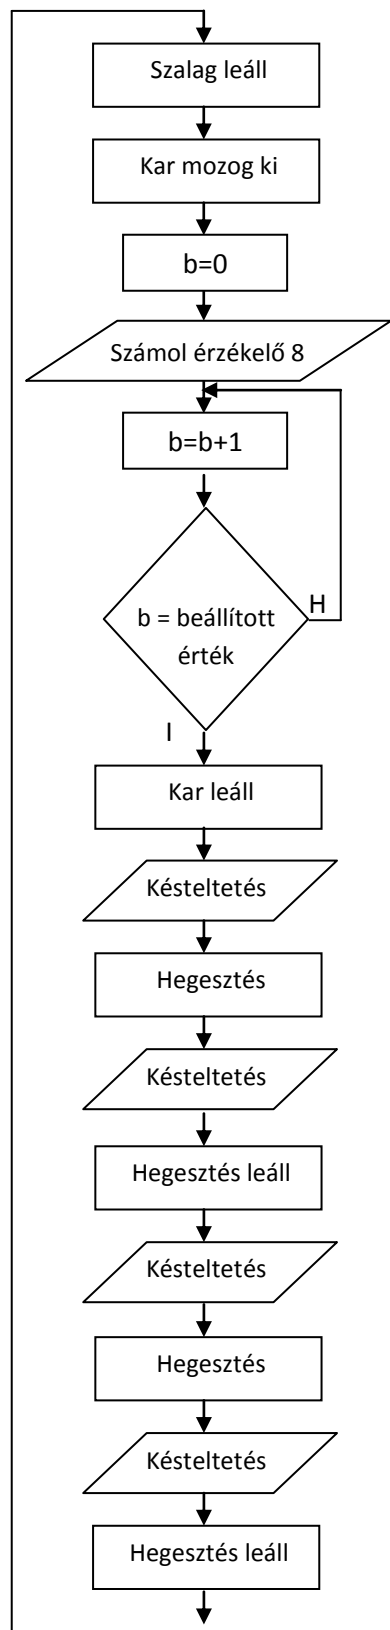 Szalag leáll
Kar mozog ki
b=0
Számol érzékelő 8
b=b+1
H
b = beállított
érték
I
Kar leáll
Késteltetés
Hegesztés
Késteltetés
Hegesztés leáll
Késteltetés
Hegesztés
Késteltetés
Hegesztés leáll